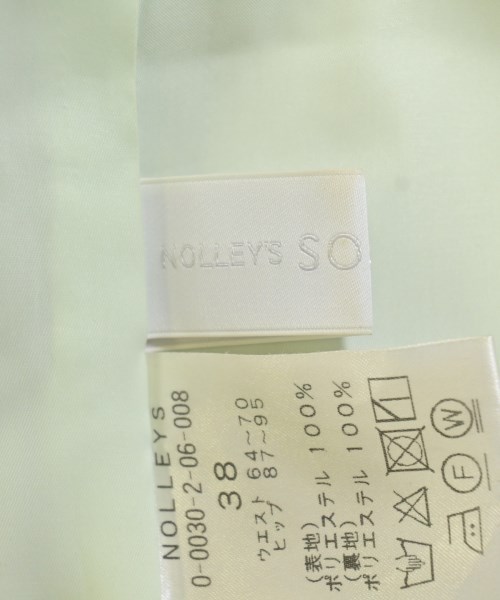 NOLLEY'S SO
NOLLEYS
0-0030-2-06-008
38
ウエスト 64~70
ヒップ 87~95
(表地)
ポリエステル 100%
(裏地)
ポリエステル 100%
F W